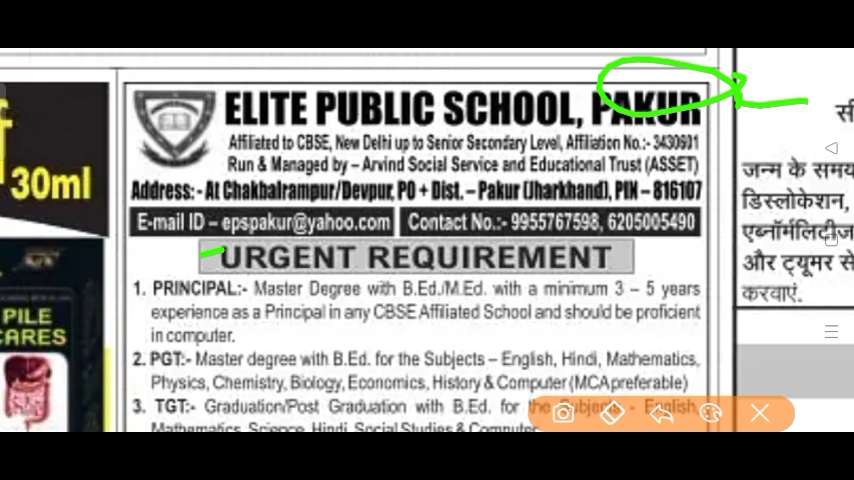 ELITE PUBLIC SCHOOL, PAKUR
Affiliated to CBSE, New Delhi up to Senior Secondary Level, Affiliation No.:- 3430601
Run & Managed by – Arvind Social Service and Educational Trust (ASSET)
Address:- At Chakbalrampur/Devpur, PO + Dist. – Pakur (Jharkhand), PIN – 816107
E-mail ID – epspakur@yahoo.com Contact No.:- 9955767598, 6205005490
URGENT REQUIREMENT
1. PRINCIPAL:- Master Degree with B.Ed./M.Ed. with a minimum 3 – 5 years
experience as a Principal in any CBSE Affiliated School and should be proficient
in computer.
2. PGT:- Master degree with B.Ed. for the Subjects – English, Hindi, Mathematics,
Physics, Chemistry, Biology, Economics, History & Computer (MCA preferable)
3. TGT:- Graduation/Post Graduation with B.Ed. for the Subjects - English,
Mathematics, Science, Hindi, Social Studies & Computer
30ml
PILE
CARES
सी
जन्म के समय
डिस्लोकेशन,
एब्नॉर्मलिटीज
और ट्यूमर से
करवाएं.